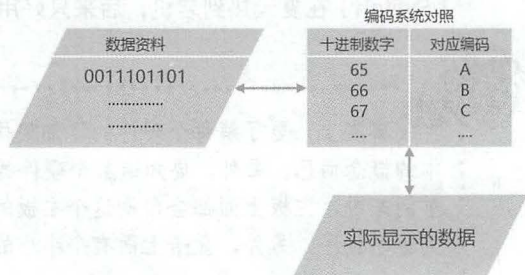 编码系统对照
数据资料
0011101101
..............
..............
十进制数字 对应编码
65 A
66 B
67 C
.... ....
实际显示的数据